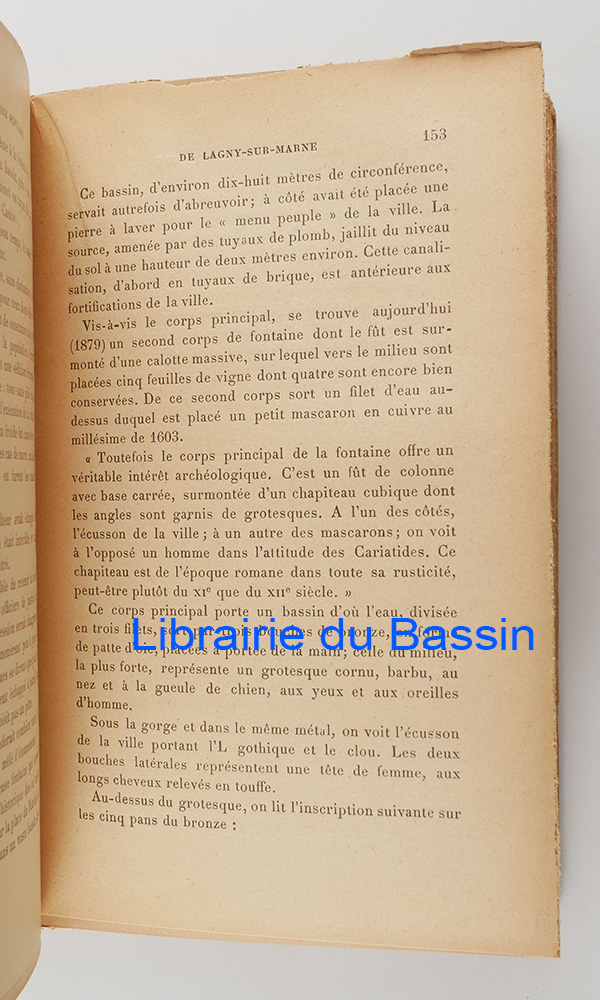 DE LAGNY-SUR-MARNE
153
Ce bassin, d'environ dix-huit mètres de circonférence,
servait autrefois d'abreuvoir; à côté avait été placée une
pierre à laver pour le « menu peuple » de la ville. La
source, amenée par des tuyaux de plomb, jaillit du niveau
du sol à une hauteur de deux mètres environ. Cette canali-
sation, d'abord en tuyaux de brique, est antérieure aux
fortifications de la ville.
Vis-à-vis le corps principal, se trouve aujourd'hui
(1879) un second corps de fontaine dont le fût est sur-
monté d'une calotte massive, sur lequel vers le milieu sont
placées cinq feuilles de vigne dont quatre sont encore bien
conservées. De ce second corps sort un filet d'eau au-
dessus duquel est placé un petit mascaron en cuivre au
millésime de 1603.
« Toutefois le corps principal de la fontaine offre un
véritable intérêt archéologique. C'est un fût de colonne
avec base carrée, surmontée d'un chapiteau cubique dont
les angles sont garnis de grotesques. A l'un des côtés,
l'écusson de la ville; à un autre des mascarons; on voit
à l'opposé un homme dans l'attitude des Cariatides. Ce
chapiteau est de l'époque romane dans toute sa rusticité,
peut-être plutôt du XIe que du XIIe siècle. »
Ce corps principal porte un bassin d'où l'eau, divisée
en trois filets, sort par trois bouches de bronze, en forme
Librairie du Bassin
de patte d'oie, placées à portée de la main; celle du milieu,
la plus forte, représente un grotesque cornu, barbu, au
nez et à la gueule de chien, aux yeux et aux oreilles
d'homme.
Sous la gorge et dans le même métal, on voit l'écusson
de la ville portant l'L gothique et le clou. Les deux
bouches latérales représentent une tête de femme, aux
longs cheveux relevés en touffe.
Au-dessus du grotesque, on lit l'inscription suivante sur
les cinq pans du bronze :